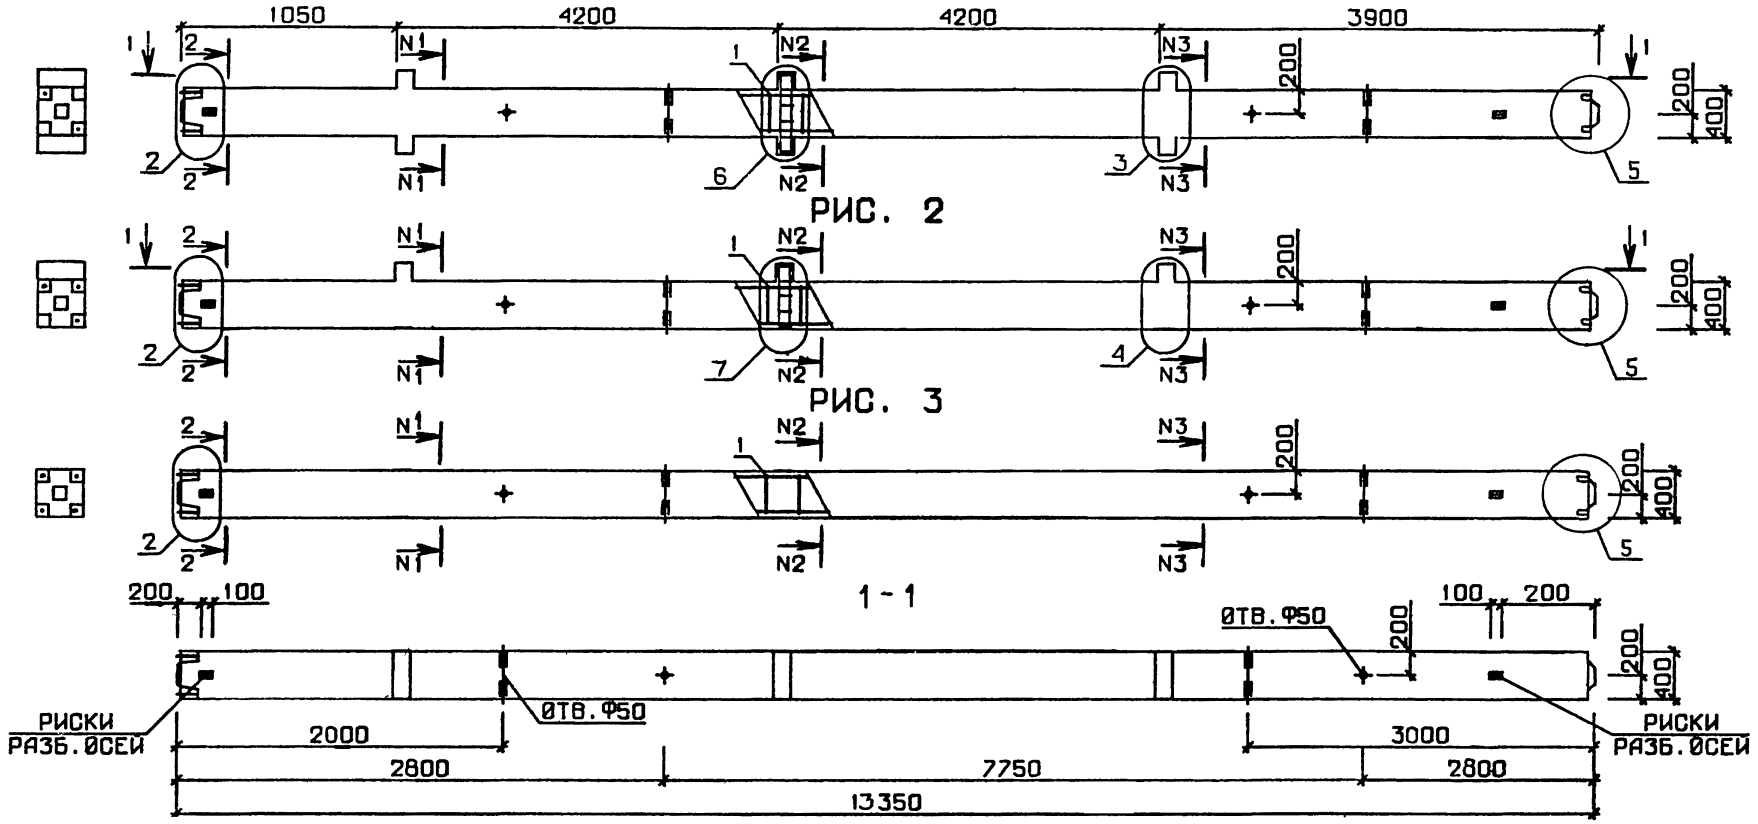 1050 4200 4200 3900
1 2 N1 1 N2 N3 200 1
200 400
2 2 N1 6 N2 3 N3 5
РИС. 2
1 2 N1 1 N2 N3 200 1
200 400
2 2 N1 7 N2 4 N3 5
РИС. 3
2 N1 1 N2 N3 200
200 400
2 2 N1 N2 N3 5
1-1
200 100 100 200
ОТВ. Ф50 200
200 400
РИСКИ
РАЗБ. ОСЕЙ
ОТВ. Ф50
РИСКИ
РАЗБ. ОСЕЙ
2000 3000
2800 7750 2800
13350